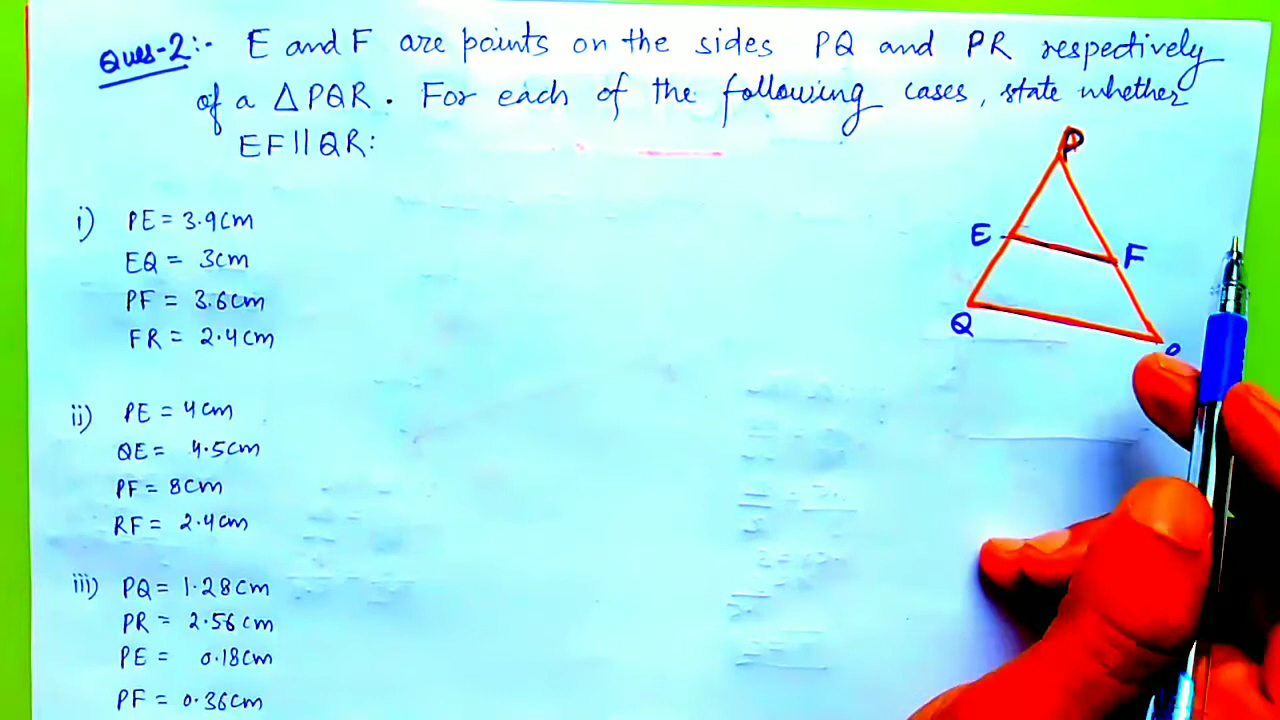 Ques-2:- E and F are points on the sides PQ and PR respectively
of a △PQR. For each of the following cases, state whether
EF||QR:
P
E
F
Q
i) PE = 3.9cm
EQ = 3cm
PF = 3.6cm
FR = 2.4cm
ii) PE = 4cm
QE = 4.5cm
PF = 8cm
RF = 2.4cm
iii) PQ = 1.28cm
PR = 2.56cm
PE = 0.18cm
PF = 0.36cm